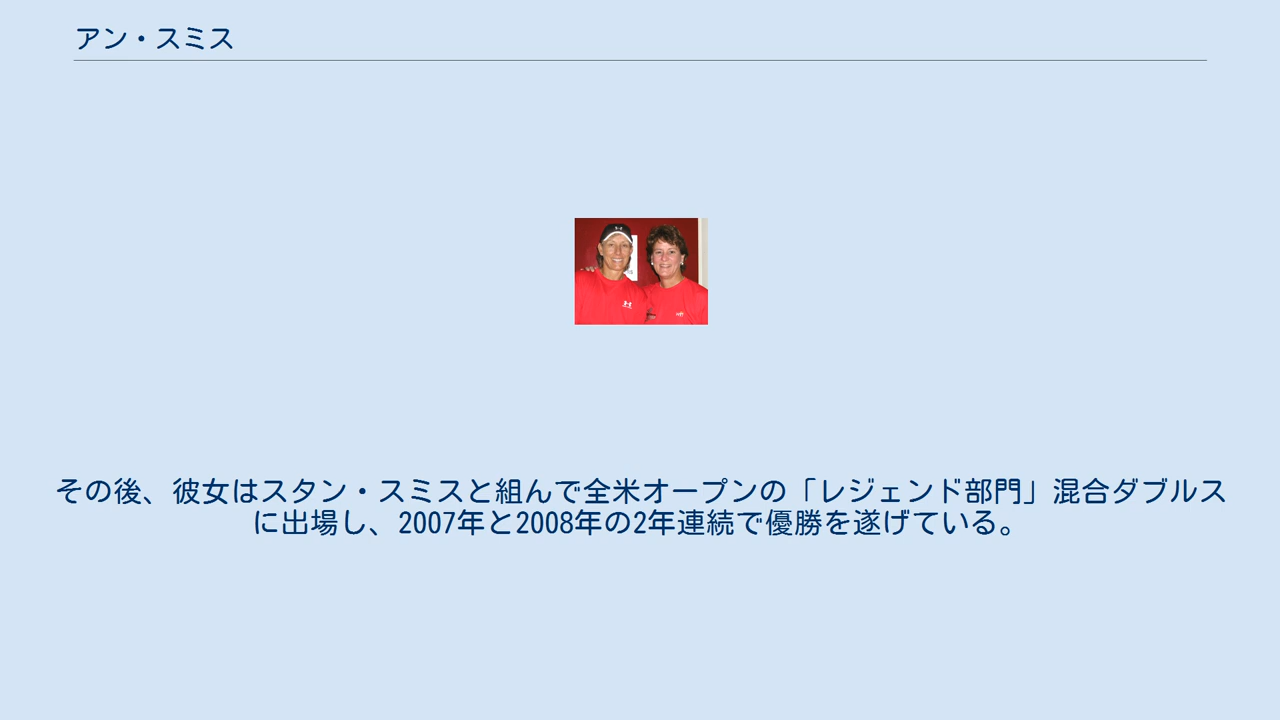 アン・スミス
その後、彼女はスタン・スミスと組んで全米オープンの「レジェンド部門」混合ダブルス
に出場し、2007年と2008年の2年連続で優勝を遂げている。